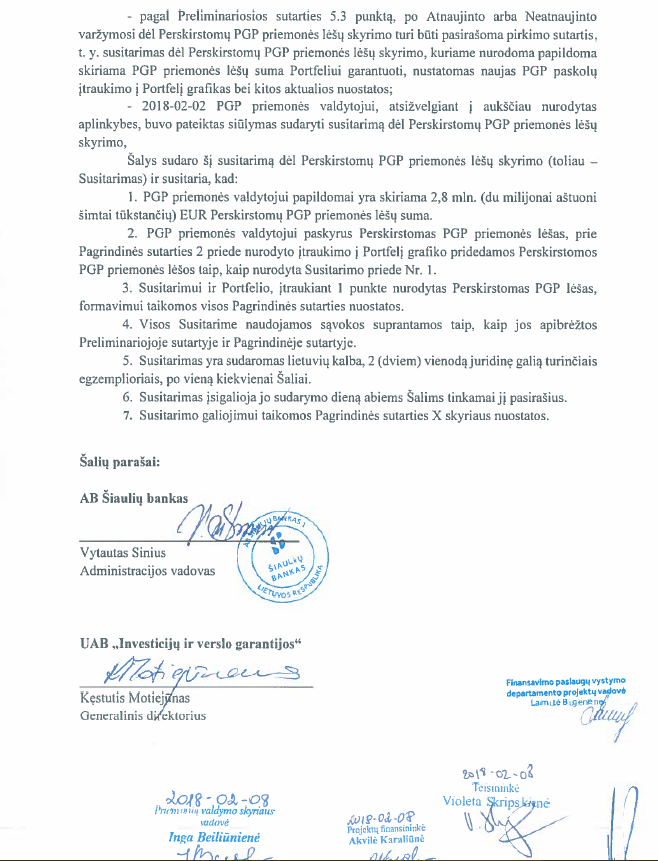 - pagal Preliminariosios sutarties 5.3 punktą, po Atnaujinto arba Neatnaujinto
varžymosi dėl Perskirstomų PGP priemonės lėšų skyrimo turi būti pasirašoma pirkimo sutartis,
t. y. susitarimas dėl Perskirstomų PGP priemonės lėšų skyrimo, kuriame nurodoma papildoma
skiriama PGP priemonės lėšų suma Portfeliui garantuoti, nustatomas naujas PGP paskolų
įtraukimo į Portfelį grafikas bei kitos aktualios nuostatos;
- 2018-02-02 PGP priemonės valdytojui, atsižvelgiant į aukščiau nurodytas
aplinkybes, buvo pateiktas siūlymas sudaryti susitarimą dėl Perskirstomų PGP priemonės lėšų
skyrimo,
Šalys sudaro šį susitarimą dėl Perskirstomų PGP priemonės lėšų skyrimo (toliau –
Susitarimas) ir susitaria, kad:
1. PGP priemonės valdytojui papildomai yra skiriama 2,8 mln. (du milijonai aštuoni
šimtai tūkstančių) EUR Perskirstomų PGP priemonės lėšų suma.
2. PGP priemonės valdytojui paskyrus Perskirstomas PGP priemonės lėšas, prie
Pagrindinės sutarties 2 priede nurodyto įtraukimo į Portfelį grafiko pridedamos Perskirstomos
PGP priemonės lėšos taip, kaip nurodyta Susitarimo priede Nr. 1.
3. Susitarimui ir Portfelio, įtraukiant 1 punkte nurodytas Perskirstomas PGP lėšas,
formavimui taikomos visos Pagrindinės sutarties nuostatos.
4. Visos Susitarime naudojamos sąvokos suprantamos taip, kaip jos apibrėžtos
Preliminariojoje sutartyje ir Pagrindinėje sutartyje.
5. Susitarimas yra sudaromas lietuvių kalba, 2 (dviem) vienodą juridinę galią turinčiais
egzemplioriais, po vieną kiekvienai Šaliai.
6. Susitarimas įsigalioja jo sudarymo dieną abiems Šalims tinkamai jį pasirašius.
7. Susitarimo galiojimui taikomos Pagrindinės sutarties X skyriaus nuostatos.
Šalių parašai:
AB Šiaulių bankas
Vytautas Sinius
Administracijos vadovas
ŠIAULIŲ
BANKAS
LIETUVOS RESPUBLIKA
UAB „Investicijų ir verslo garantijos“
Kęstutis Motiejūnas
Generalinis direktorius
Finansavimo paslaugų vystymo
departamento projektų vadovė
2018-02-08
Teisininkė
Violeta Skripskienė
2018-02-08
valdymo skyriaus
vadovė
Inga Beiliūnienė
2018-02-08
Projektų finansininkė
Akvilė Karaliūnė